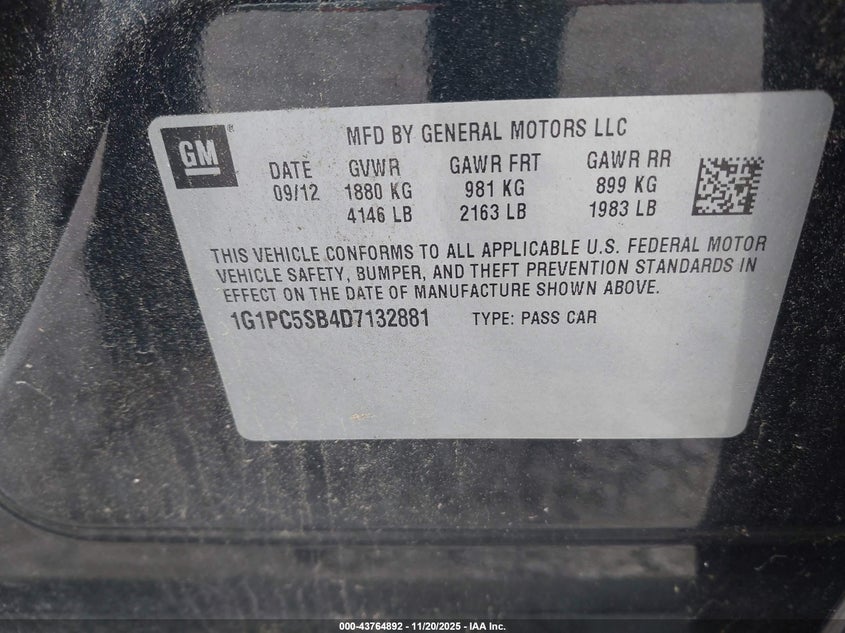 GM
MFD BY GENERAL MOTORS LLC
DATE GVWR GAWR FRT GAWR RR
09/12 1880 KG 981 KG 899 KG
4146 LB 2163 LB 1983 LB
THIS VEHICLE CONFORMS TO ALL APPLICABLE U.S. FEDERAL MOTOR
VEHICLE SAFETY, BUMPER, AND THEFT PREVENTION STANDARDS IN
EFFECT ON THE DATE OF MANUFACTURE SHOWN ABOVE.
1G1PC5SB4D7132881 TYPE: PASS CAR
000-43764892 — 11/20/2025 — IAA Inc.